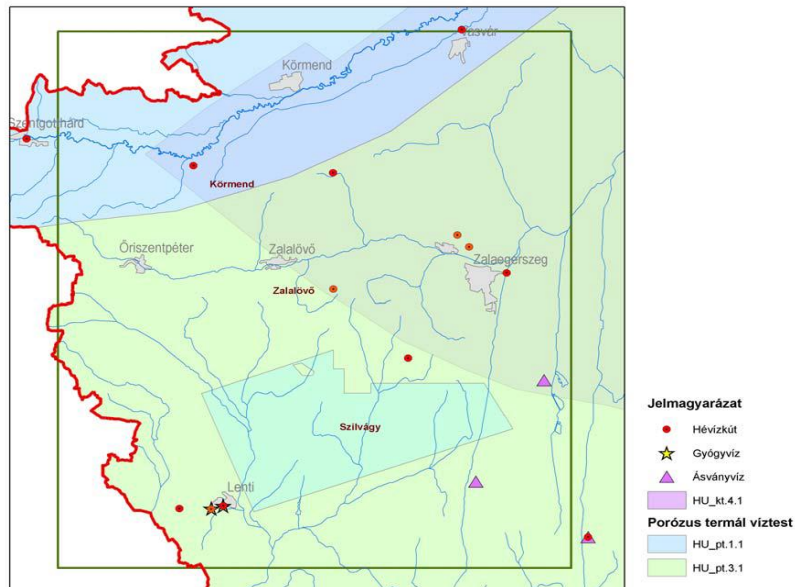 Vasvár
Körmend
Szentgotthárd
Körmend
Őriszentpéter
Zalalövő
Zalaegerszeg
Zalalövő
Szilvágy
Lenti
Jelmagyarázat
Hévízkút
Gyógyvíz
Ásványvíz
HU_kt.4.1
Porózus termál víztest
HU_pt.1.1
HU_pt.3.1